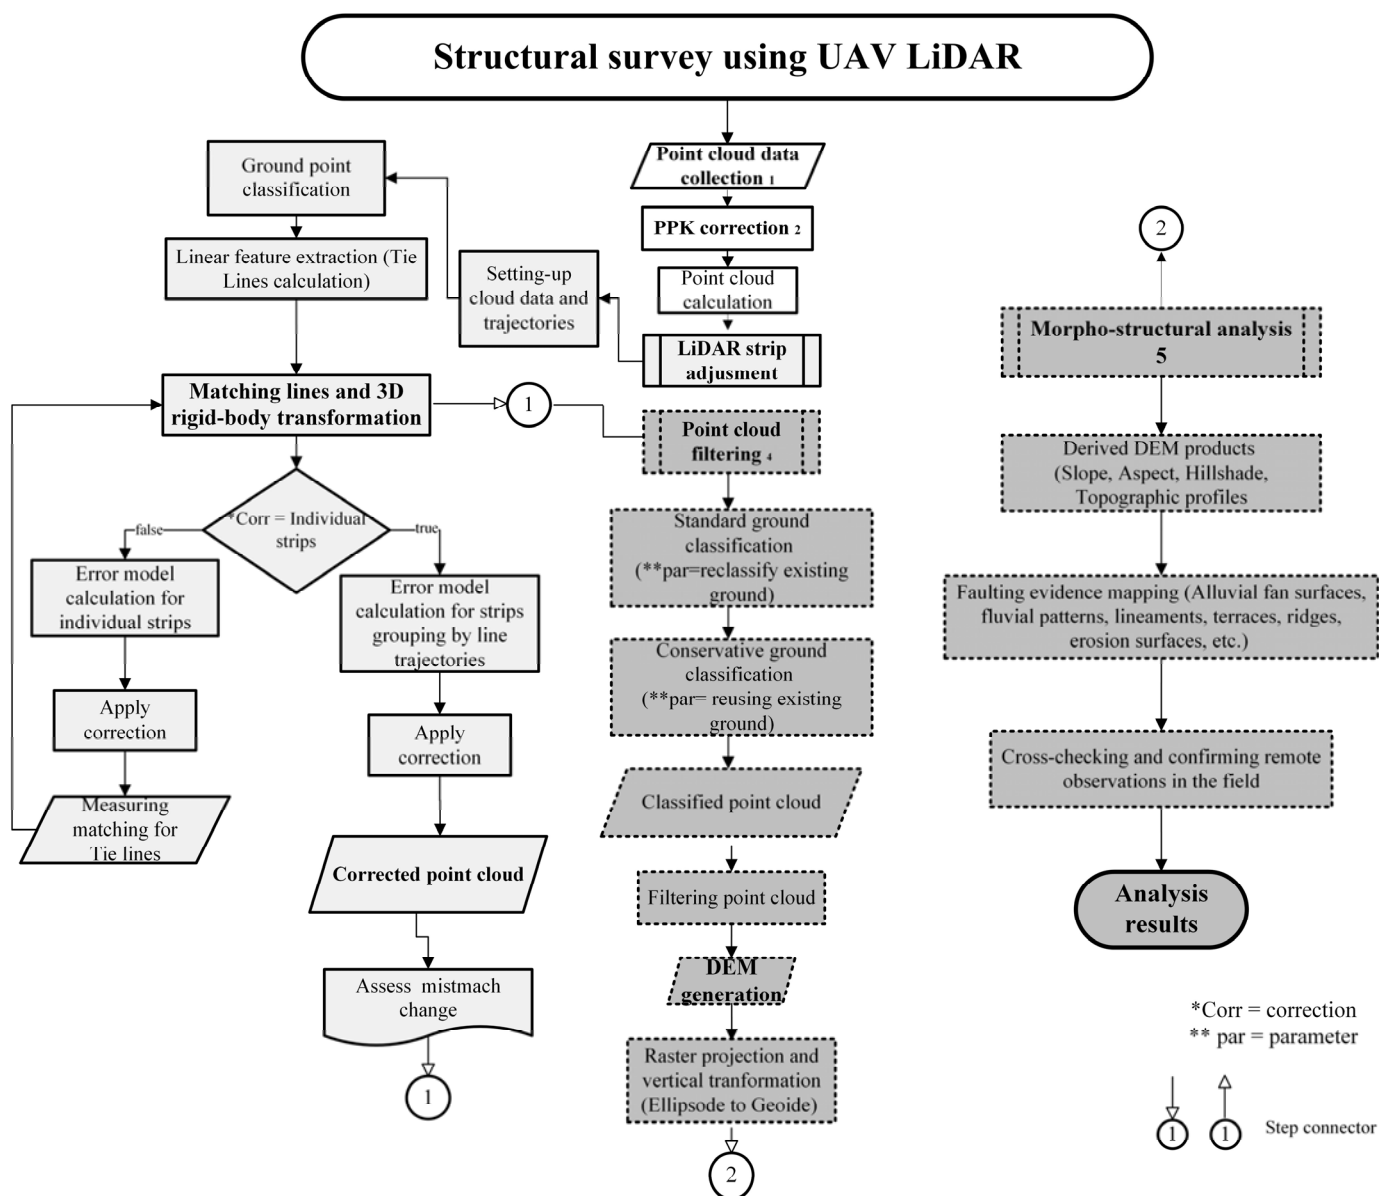 Structural survey using UAV LiDAR
Point cloud data
collection 1
PPK correction 2
Point cloud
calculation
LiDAR strip
adjusment
Setting-up
cloud data and
trajectories
Ground point
classification
Linear feature extraction (Tie
Lines calculation)
Matching lines and 3D
rigid-body transformation
1
*Corr = Individual
strips
false
true
Error model
calculation for
individual strips
Apply
correction
Measuring
matching for
Tie lines
Error model
calculation for strips
grouping by line
trajectories
Apply
correction
Corrected point cloud
Assess mistmach
change
1
Point cloud
filtering 4
Standard ground
classification
(**par=reclassify existing
ground)
Conservative ground
classification
(**par= reusing existing
ground)
Classified point cloud
Filtering point cloud
DEM
generation
Raster projection and
vertical tranformation
(Ellipsode to Geoide)
2
2
Morpho-structural analysis
5
Derived DEM products
(Slope, Aspect, Hillshade,
Topographic profiles
Faulting evidence mapping (Alluvial fan surfaces,
fluvial patterns, lineaments, terraces, ridges,
erosion surfaces, etc.)
Cross-checking and confirming remote
observations in the field
Analysis
results
*Corr = correction
** par = parameter
1
1
Step connector